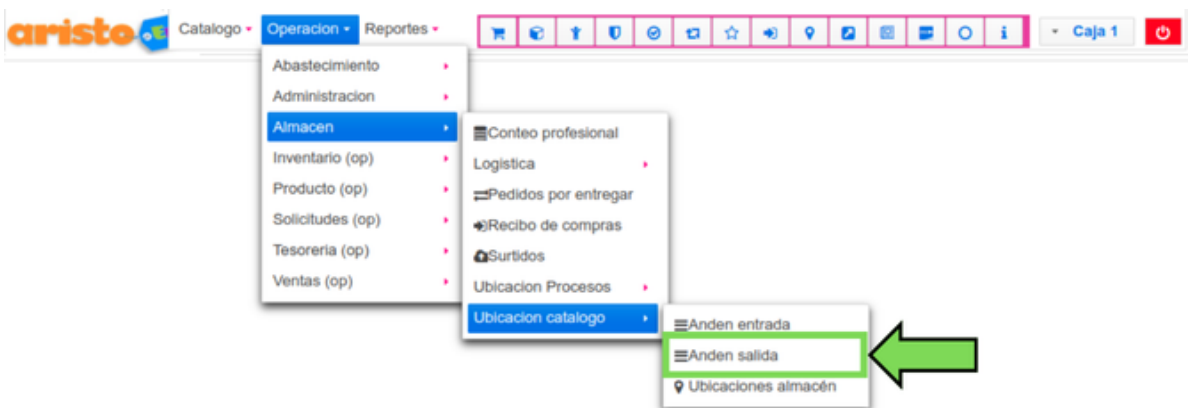 aristo.e
Catalogo Operacion Reportes
Caja 1
Abastecimiento
Administracion
Almacen
Inventario (op)
Producto (op)
Solicitudes (op)
Tesoreria (op)
Ventas (op)
Conteo profesional
Logistica
Pedidos por entregar
Recibo de compras
Surtidos
Ubicacion Procesos
Ubicacion catalogo
Anden entrada
Anden salida
Ubicaciones almacén